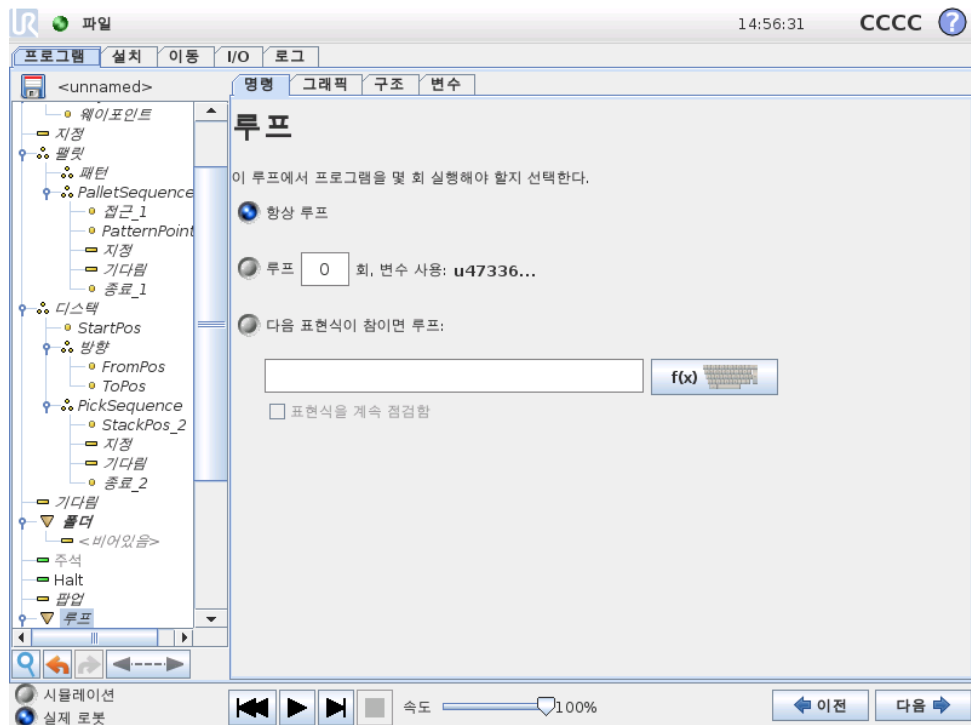 UR 파일 14:56:31 CCCC ?
프로그램 설치 이동 I/O 로그
<unnamed>
명령 그래픽 구조 변수
웨이포인트
지정
팰릿
패턴
PalletSequence
접근_1
PatternPoint
지정
기다림
종료_1
디스택
StartPos
방향
FromPos
ToPos
PickSequence
StackPos_2
지정
기다림
종료_2
기다림
폴더
<비어있음>
주석
Halt
팝업
루프
루프
이 루프에서 프로그램을 몇 회 실행해야 할지 선택한다.
항상 루프
루프 0 회, 변수 사용: u47336...
다음 표현식이 참이면 루프:
f(x)
표현식을 계속 점검함
시뮬레이션
실제 로봇
속도 100%
이전 다음